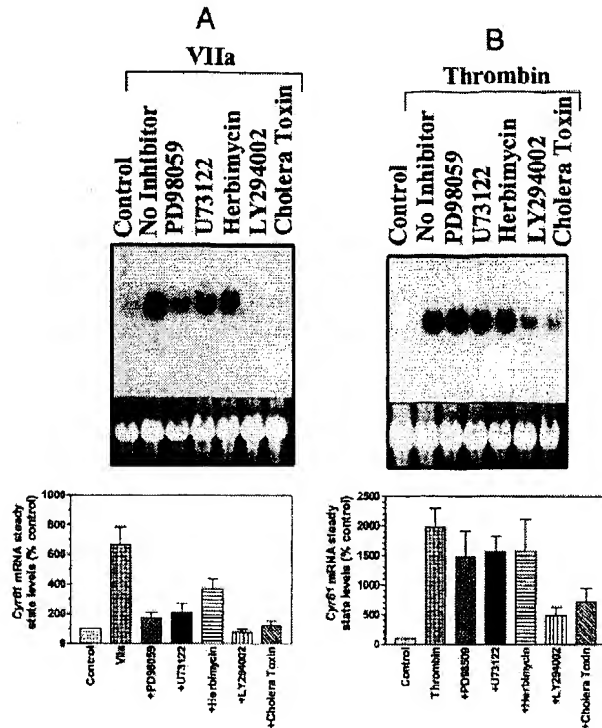 A
VIIa
Control
No Inhibitor
PD98059
U73122
Herbimycin
LY294002
Cholera Toxin
B
Thrombin
Control
No Inhibitor
PD98059
U73122
Herbimycin
LY294002
Cholera Toxin
Cyr61 mRNA steady
state levels (% control)
1000
800
600
400
200
0
Control
VIIa
+PD98059
+U73122
+Herbimycin
+LY294002
+Cholera Toxin
Cyr61 mRNA steady
state levels (% control)
2500
2000
1500
1000
500
0
Control
Thrombin
+PD98509
+U73122
+Herbimycin
+LY294002
+Cholera Toxin